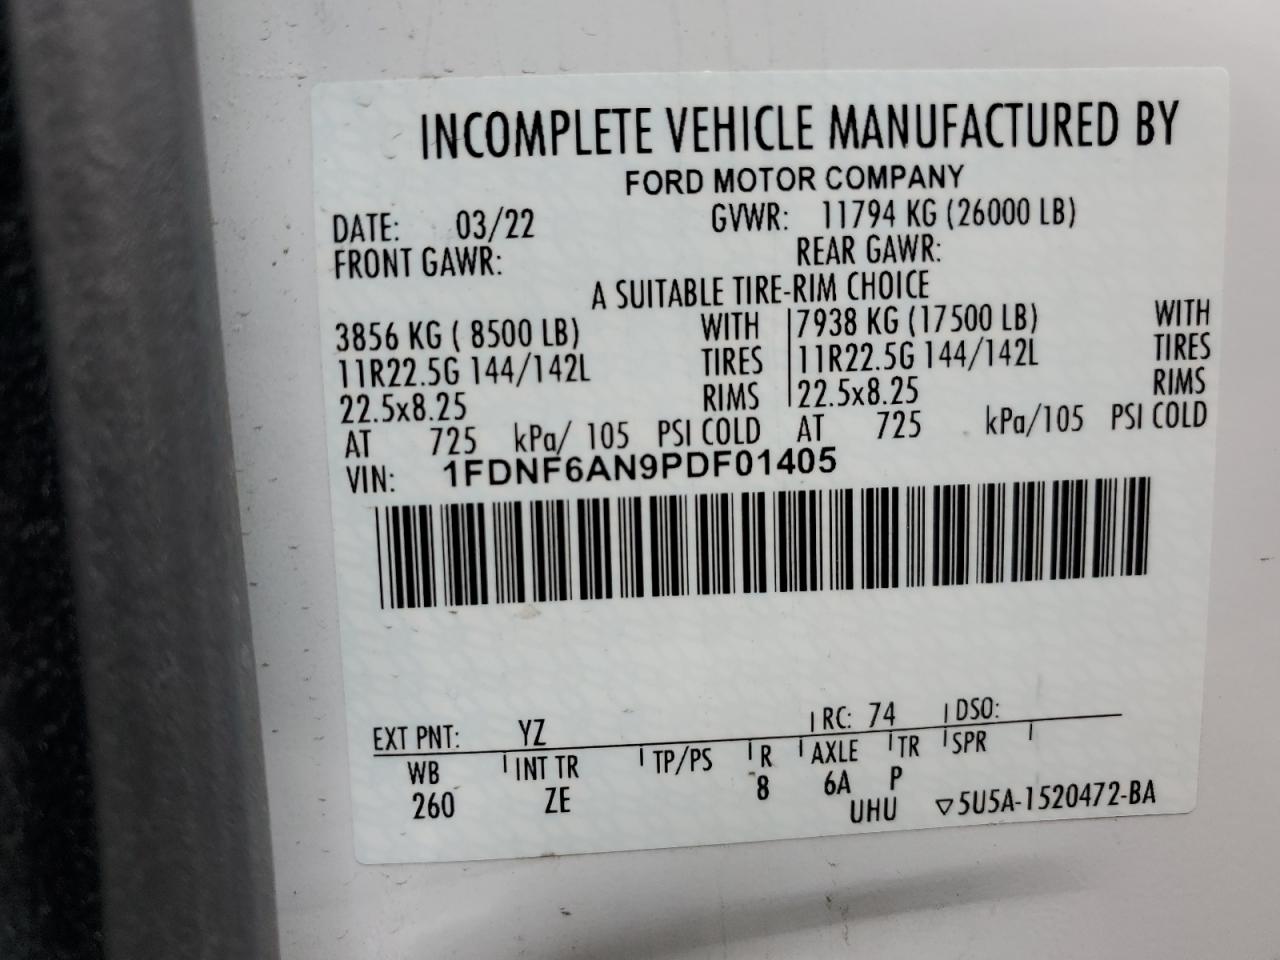 INCOMPLETE VEHICLE MANUFACTURED BY
FORD MOTOR COMPANY
DATE: 03/22 GVWR: 11794 KG (26000 LB)
FRONT GAWR: REAR GAWR:
A SUITABLE TIRE-RIM CHOICE
3856 KG ( 8500 LB) WITH 7938 KG (17500 LB) WITH
11R22.5G 144/142L TIRES 11R22.5G 144/142L TIRES
22.5x8.25 RIMS 22.5x8.25 RIMS
AT 725 kPa/ 105 PSI COLD AT 725 kPa/105 PSI COLD
VIN: 1FDNF6AN9PDF01405
EXT PNT: YZ RC: 74 DSO:
WB INT TR TP/PS R AXLE TR SPR
260 ZE 8 6A P
UHU ▽5U5A-1520472-BA